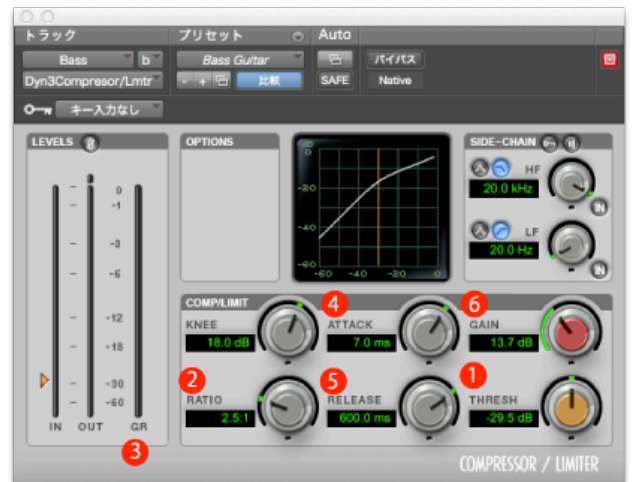 トラック
プリセット
Auto
Bass
b
Bass Guitar
バイパス
Dyn3Compresor/Lmtr
- +
比較
SAFE
Native
キー入力なし
LEVELS
OPTIONS
SIDE-CHAIN
HF
20.0 kHz
IN
LF
20.0 Hz
IN
0
-1
-3
-6
-12
-18
-30
-60
IN OUT GR
3
dB
-20
-40
-60
-60 -40 -20 0
COMP/LIMIT
KNEE
18.0 dB
4
ATTACK
7.0 ms
6
GAIN
13.7 dB
2
RATIO
2.5:1
5
RELEASE
600.0 ms
1
THRESH
-29.5 dB
COMPRESSOR / LIMITER